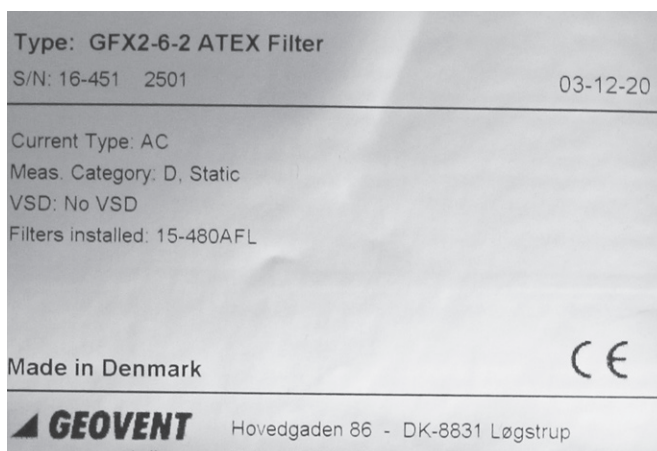 Type: GFX2-6-2 ATEX Filter
S/N: 16-451 2501 03-12-20
Current Type: AC
Meas. Category: D, Static
VSD: No VSD
Filters installed: 15-480AFL
Made in Denmark CE
GEOVENT Hovedgaden 86 - DK-8831 Løgstrup